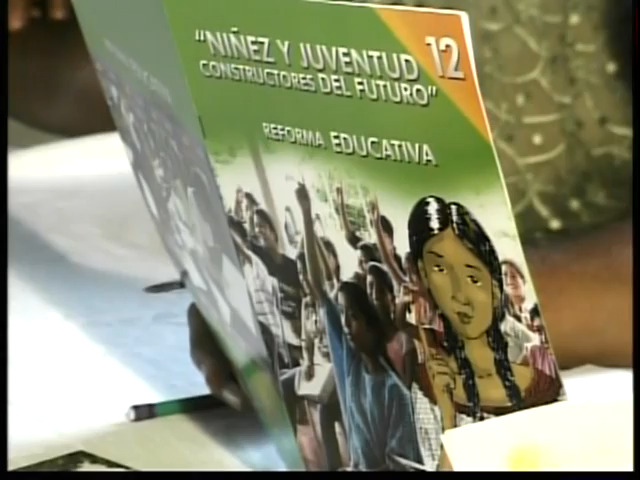 "NIÑEZ Y JUVENTUD
CONSTRUCTORES DEL FUTURO"
12
REFORMA EDUCATIVA